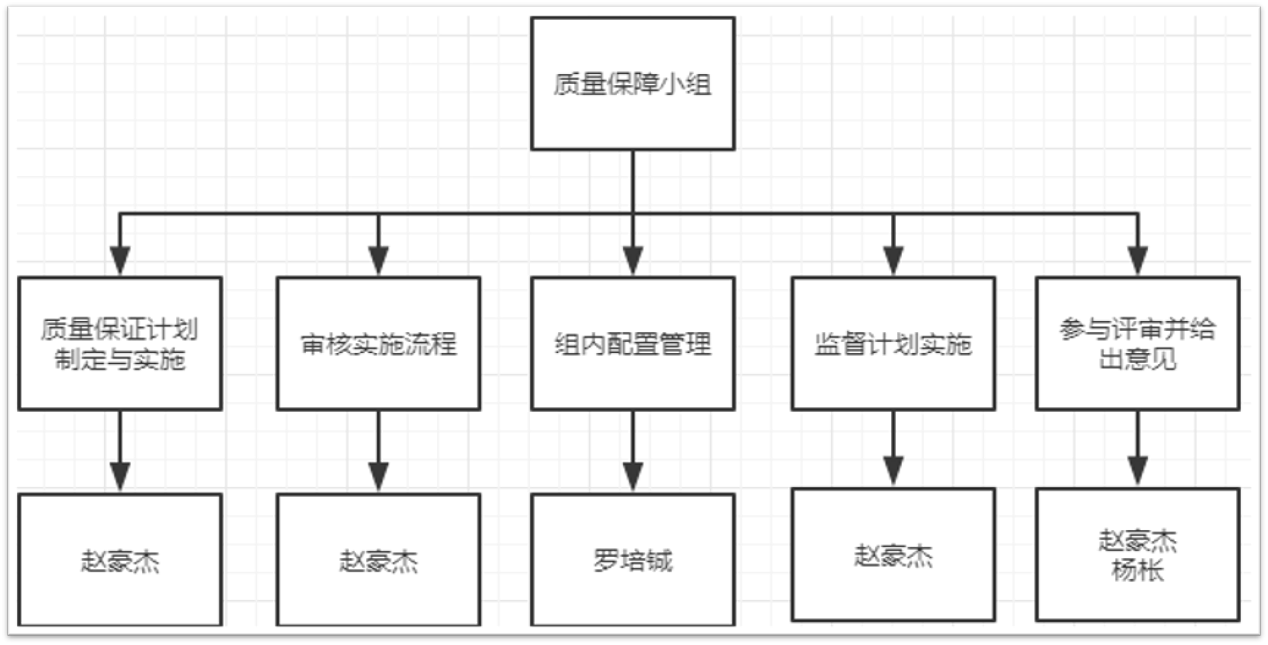 质量保障小组
质量保证计划
制定与实施
审核实施流程
组内配置管理
监督计划实施
参与评审并给
出意见
赵豪杰
赵豪杰
罗培铖
赵豪杰
赵豪杰
杨枨